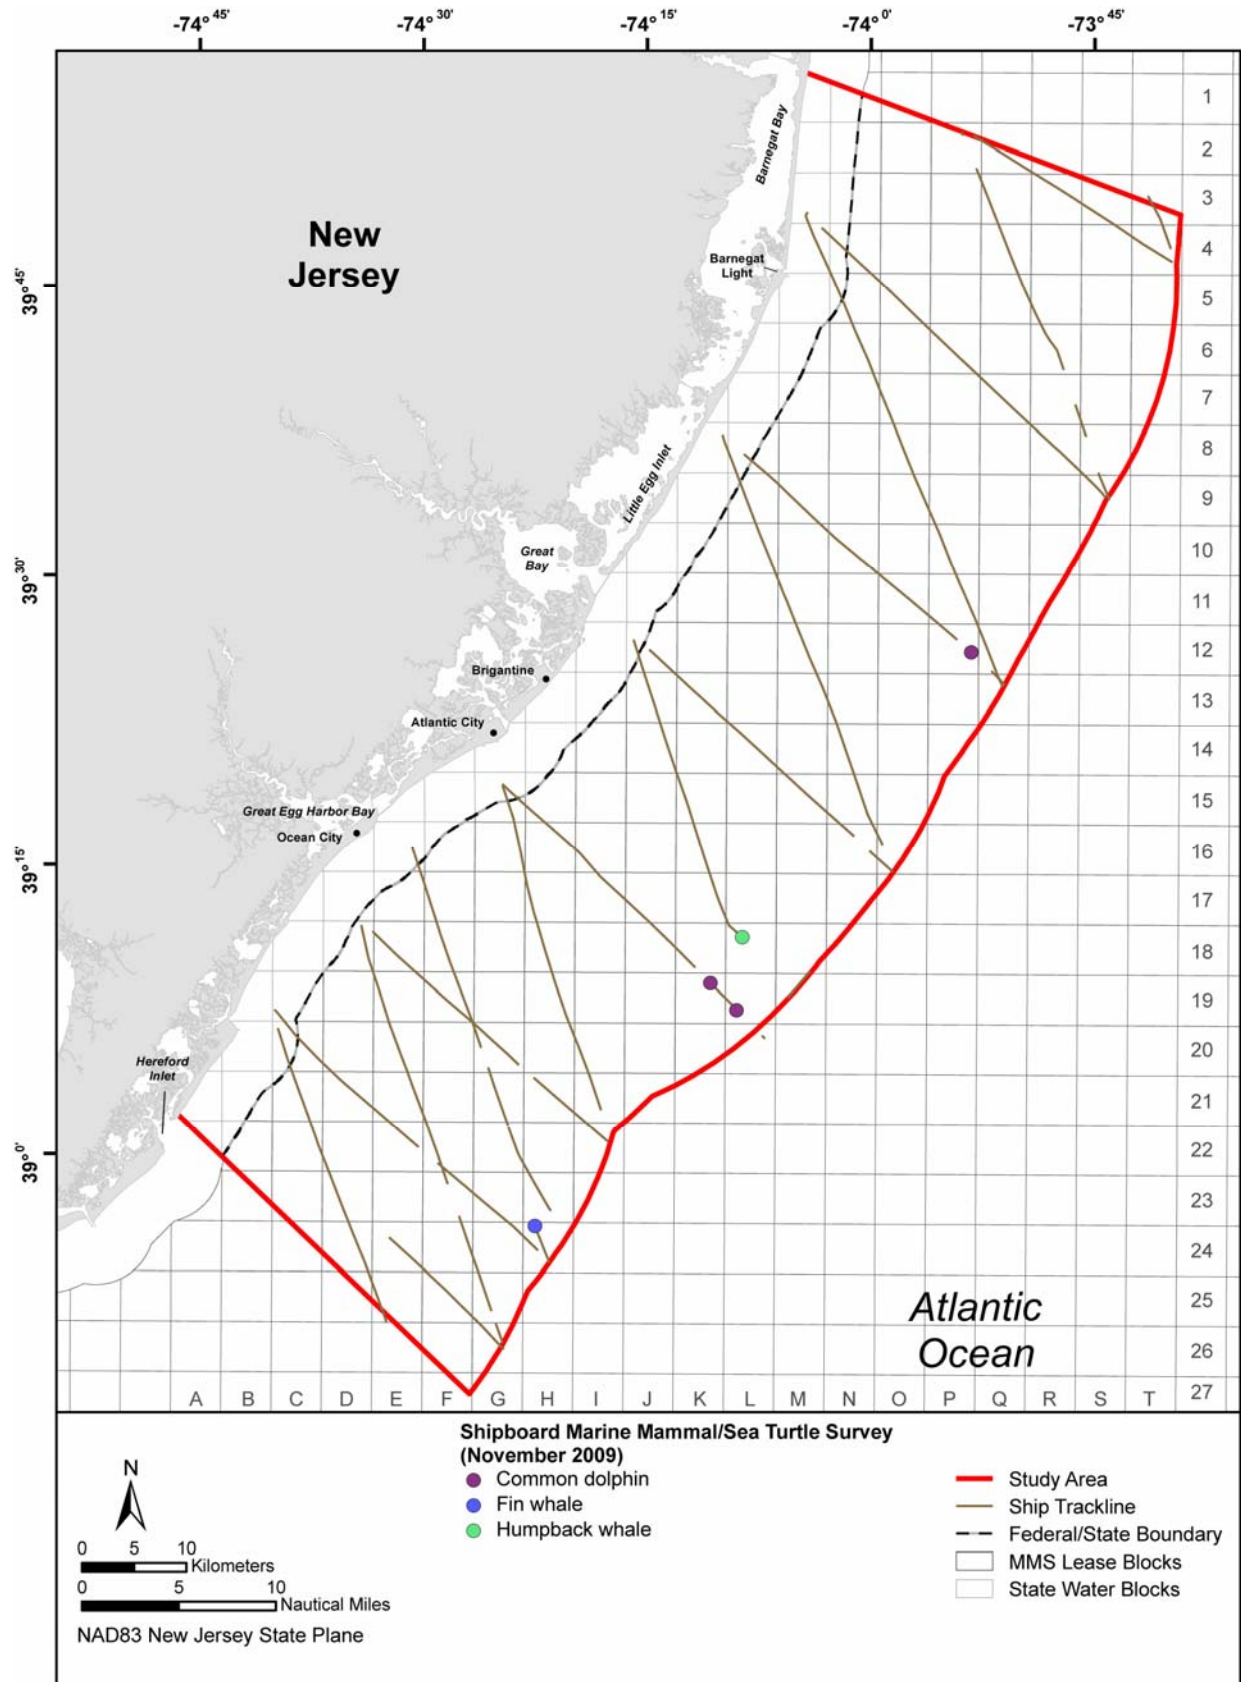 -74° 45'
-74° 30'
-74° 15'
-74° 0'
-73° 45'
39° 45'
39° 30'
39° 15'
39° 0'
New
Jersey
Barnegat Bay
Barnegat
Light
Little Egg Inlet
Great
Bay
Brigantine
Atlantic City
Great Egg Harbor Bay
Ocean City
Hereford
Inlet
Atlantic
Ocean
1
2
3
4
5
6
7
8
9
10
11
12
13
14
15
16
17
18
19
20
21
22
23
24
25
26
27
A B C D E F G H I J K L M N O P Q R S T
Shipboard Marine Mammal/Sea Turtle Survey
(November 2009)
Common dolphin
Fin whale
Humpback whale
Study Area
Ship Trackline
Federal/State Boundary
MMS Lease Blocks
State Water Blocks
N
0 5 10
Kilometers
0 5 10
Nautical Miles
NAD83 New Jersey State Plane